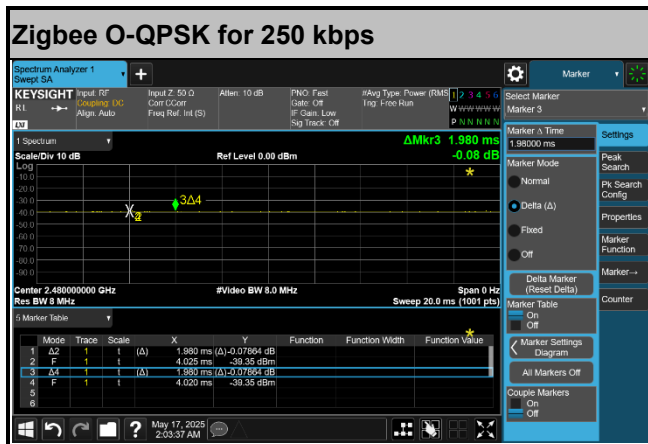 Zigbee O-QPSK for 250 kbps
Spectrum Analyzer 1
Swept SA
Marker
KEYSIGHT
RL
LXI
Input: RF
Coupling: DC
Align: Auto
Input Z: 50 Ω
Corr CCorr
Freq Ref: Int (S)
Atten: 10 dB
PNO: Fast
Gate: Off
IF Gain: Low
Sig Track: Off
#Avg Type: Power (RMS
Trig: Free Run
1 2 3 4 5 6
W W W W W W
P N N N N N
Select Marker
Marker 3
1 Spectrum
ΔMkr3 1.980 ms
Scale/Div 10 dB
Ref Level 0.00 dBm
-0.08 dB
Log
-10.0
-20.0
-30.0
-40.0
-50.0
-60.0
-70.0
-80.0
-90.0
3Δ4
Center 2.480000000 GHz
#Video BW 8.0 MHz
Span 0 Hz
Res BW 8 MHz
Sweep 20.0 ms (1001 pts)
5 Marker Table
Mode Trace Scale X Y Function Function Width Function Value
1 Δ2 1 t (Δ) 1.980 ms (Δ) -0.07864 dB
2 F 1 t 4.025 ms -39.35 dBm
3 Δ4 1 t (Δ) 1.980 ms (Δ) -0.07864 dB
4 F 1 t 4.020 ms -39.35 dBm
5
6
Marker Δ Time
1.98000 ms
Marker Mode
Normal
Delta (Δ)
Fixed
Off
Delta Marker
(Reset Delta)
Marker Table
On
Off
Marker Settings
Diagram
All Markers Off
Couple Markers
On
Off
Settings
Peak
Search
Pk Search
Config
Properties
Marker
Function
Marker→
Counter
May 17, 2025
2:03:37 AM